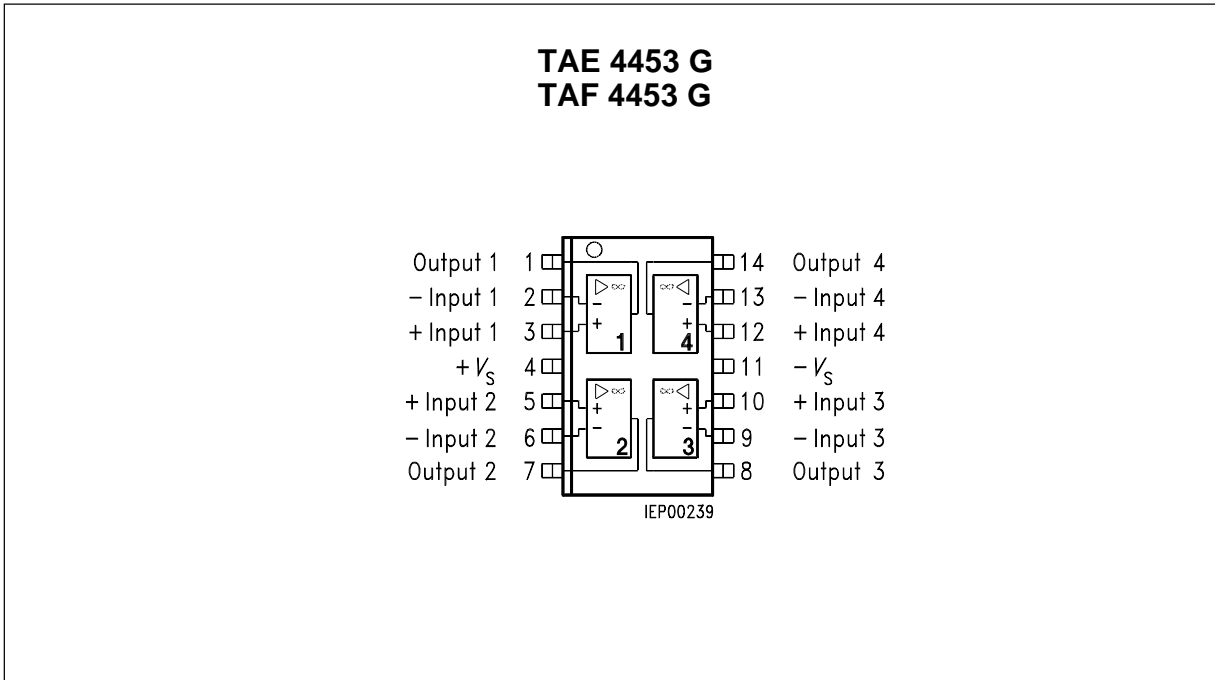 TAE 4453 G
TAF 4453 G
Output 1 1 14 Output 4
– Input 1 2 – 13 – Input 4
+ Input 1 3 + 12 + Input 4
1 4
+ VS 4 11 – VS
+ Input 2 5 + 10 + Input 3
– Input 2 6 – 9 – Input 3
2 3
Output 2 7 8 Output 3
IEP00239